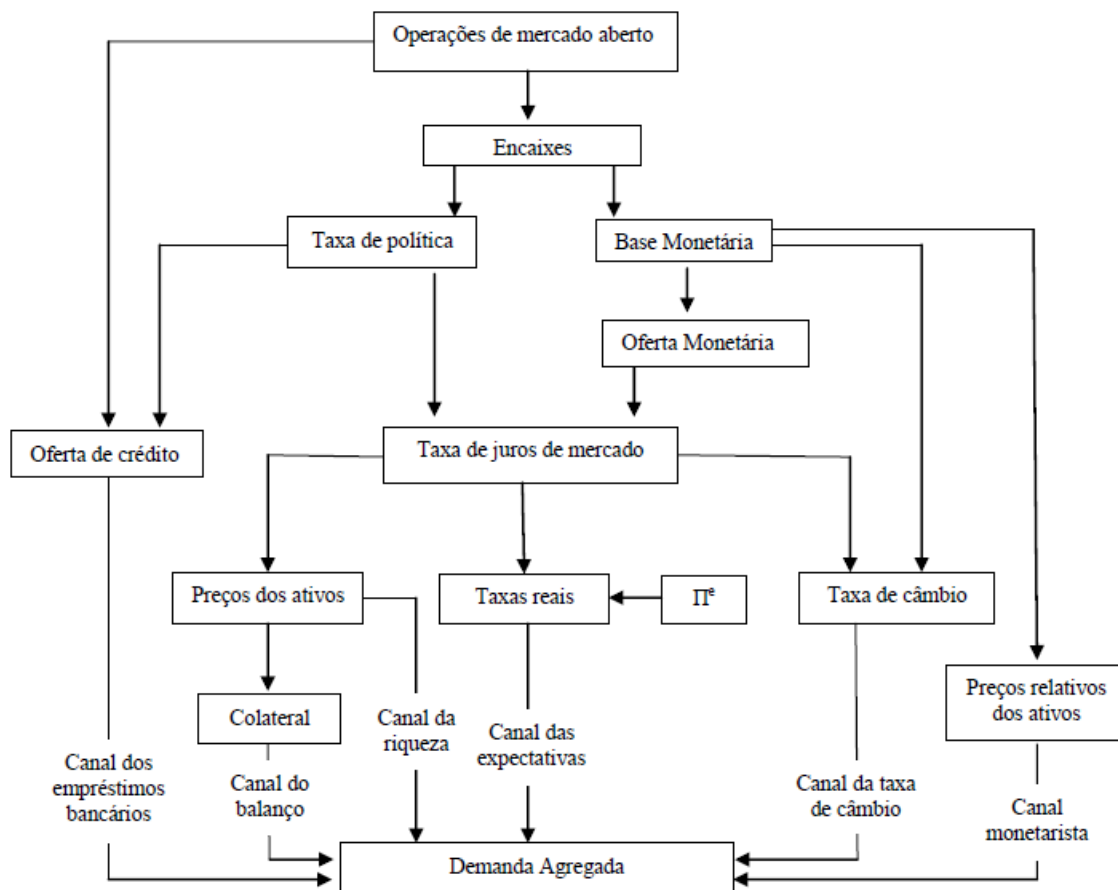 Operações de mercado aberto
Encaixes
Taxa de política
Base Monetária
Oferta Monetária
Oferta de crédito
Taxa de juros de mercado
Preços dos ativos
Taxas reais
Πᵉ
Taxa de câmbio
Colateral
Canal da
riqueza
Canal das
expectativas
Preços relativos
dos ativos
Canal dos
empréstimos
bancários
Canal do
balanço
Canal da taxa
de câmbio
Canal
monetarista
Demanda Agregada